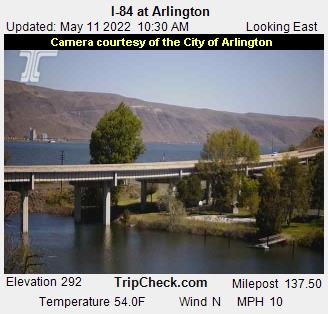 I-84 at Arlington
Updated: May 11 2022 10:30 AM Looking East
Camera courtesy of the City of Arlington
Elevation 292 TripCheck.com Milepost 137.50
Temperature 54.0F Wind N MPH 10